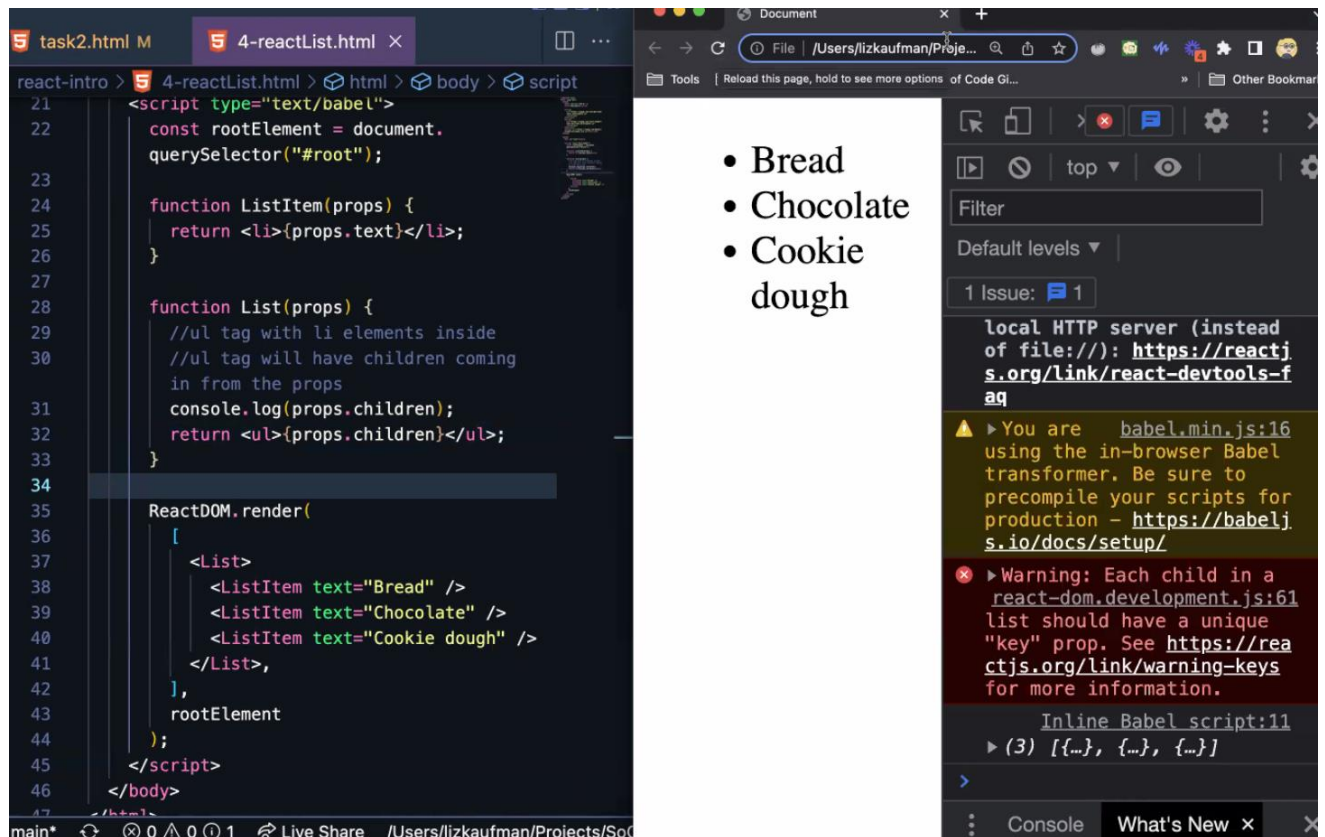 task2.html M
4-reactList.html ×
react-intro > 4-reactList.html > html > body > script
21 <script type="text/babel">
22 const rootElement = document.
querySelector("#root");
23
24 function ListItem(props) {
25 return <li>{props.text}</li>;
26 }
27
28 function List(props) {
29 //ul tag with li elements inside
30 //ul tag will have children coming
in from the props
31 console.log(props.children);
32 return <ul>{props.children}</ul>;
33 }
34
35 ReactDOM.render(
36 [
37 <List>
38 <ListItem text="Bread" />
39 <ListItem text="Chocolate" />
40 <ListItem text="Cookie dough" />
41 </List>,
42 ],
43 rootElement
44 );
45 </script>
46 </body>
47 </html>
main* 0 0 1 Live Share /Users/lizkaufman/Projects/SoC
Document × +
File | /Users/lizkaufman/Proje...
Tools | Reload this page, hold to see more options of Code Gi... » Other Bookmar
• Bread
• Chocolate
• Cookie
dough
top ▼
Filter
Default levels ▼
1 Issue: 1
local HTTP server (instead
of file://): https://reactj
s.org/link/react-devtools-f
aq
You are babel.min.js:16
using the in-browser Babel
transformer. Be sure to
precompile your scripts for
production – https://babelj
s.io/docs/setup/
Warning: Each child in a
react-dom.development.js:61
list should have a unique
"key" prop. See https://rea
ctjs.org/link/warning-keys
for more information.
Inline Babel script:11
(3) [{…}, {…}, {…}]
>
Console What's New ×